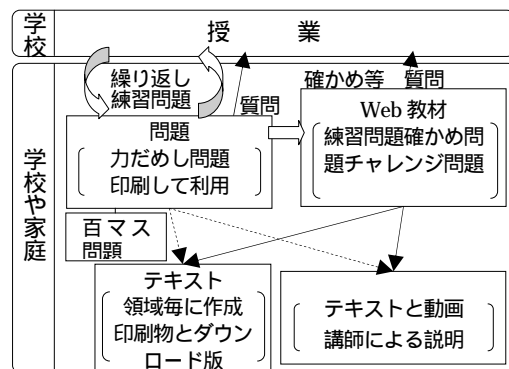 学校
授　業
学校や家庭
繰り返し
練習問題
質問
確かめ等　質問
問題
力だめし問題
印刷して利用
Web 教材
練習問題確かめ問
題チャレンジ問題
百マス
問題
テキスト
領域毎に作成
印刷物とダウン
ロード版
テキストと動画
講師による説明